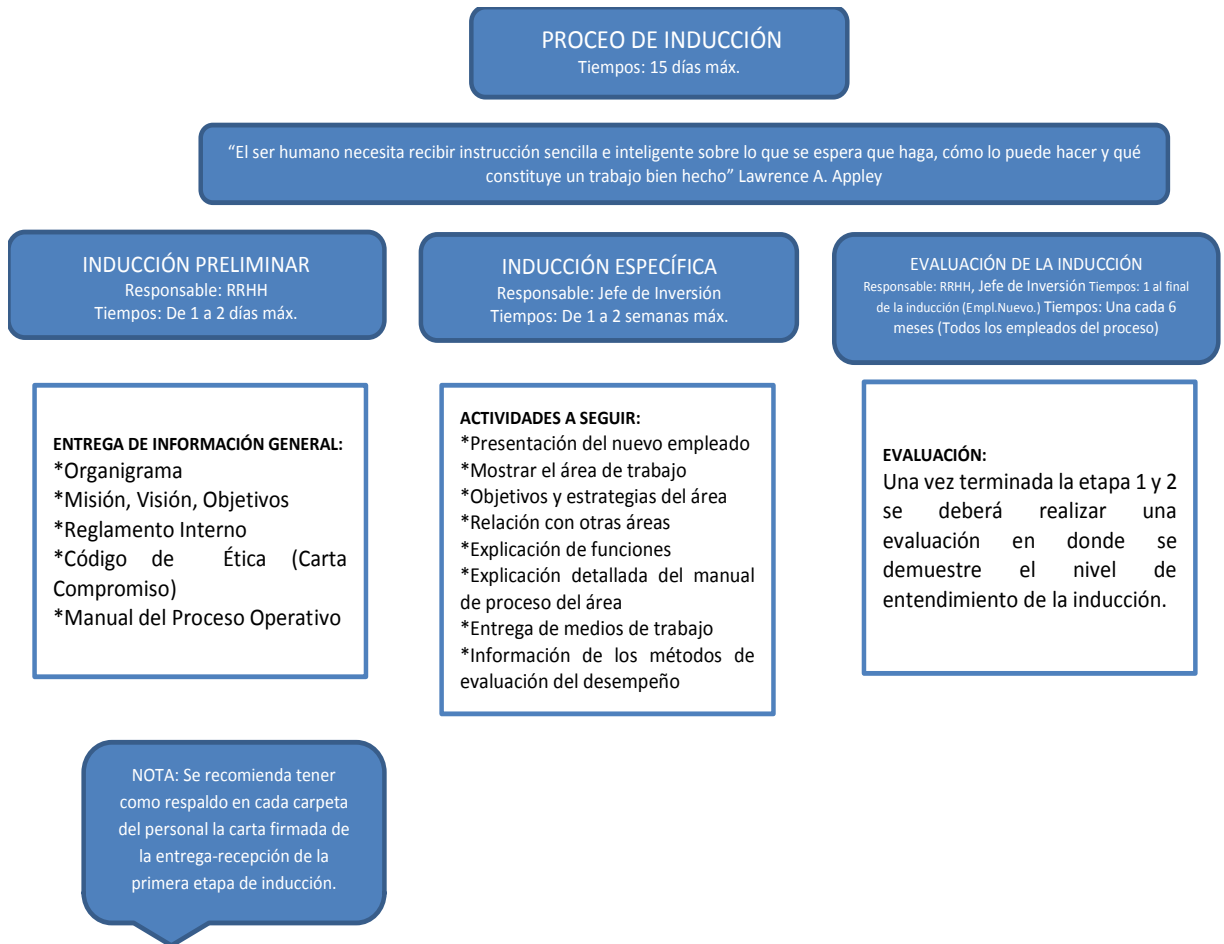 PROCEO DE INDUCCIÓN
Tiempos: 15 días máx.
“El ser humano necesita recibir instrucción sencilla e inteligente sobre lo que se espera que haga, cómo lo puede hacer y qué
constituye un trabajo bien hecho” Lawrence A. Appley
INDUCCIÓN PRELIMINAR
Responsable: RRHH
Tiempos: De 1 a 2 días máx.
INDUCCIÓN ESPECÍFICA
Responsable: Jefe de Inversión
Tiempos: De 1 a 2 semanas máx.
EVALUACIÓN DE LA INDUCCIÓN
Responsable: RRHH, Jefe de Inversión Tiempos: 1 al final
de la inducción (Empl.Nuevo.) Tiempos: Una cada 6
meses (Todos los empleados del proceso)
ENTREGA DE INFORMACIÓN GENERAL:
*Organigrama
*Misión, Visión, Objetivos
*Reglamento Interno
*Código de Ética (Carta
Compromiso)
*Manual del Proceso Operativo
ACTIVIDADES A SEGUIR:
*Presentación del nuevo empleado
*Mostrar el área de trabajo
*Objetivos y estrategias del área
*Relación con otras áreas
*Explicación de funciones
*Explicación detallada del manual
de proceso del área
*Entrega de medios de trabajo
*Información de los métodos de
evaluación del desempeño
EVALUACIÓN:
Una vez terminada la etapa 1 y 2
se deberá realizar una
evaluación en donde se
demuestre el nivel de
entendimiento de la inducción.
NOTA: Se recomienda tener
como respaldo en cada carpeta
del personal la carta firmada de
la entrega-recepción de la
primera etapa de inducción.